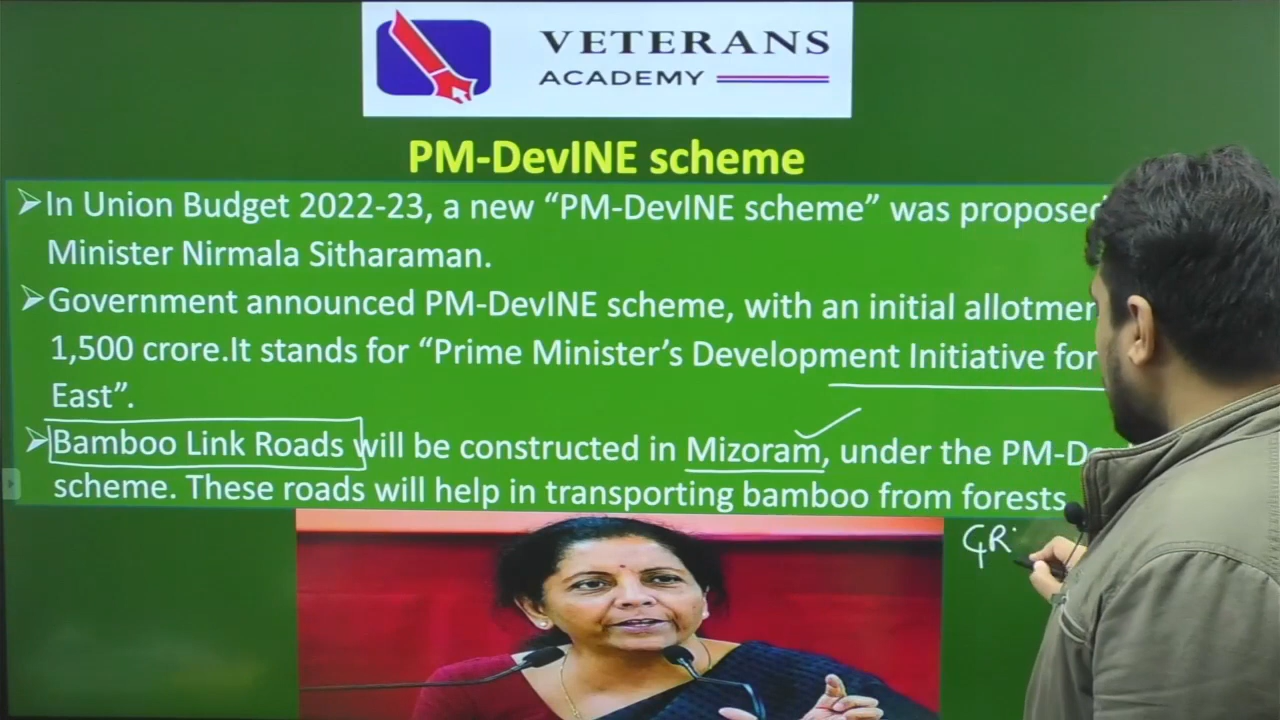 VETERANS
ACADEMY
PM-DevINE scheme
➢In Union Budget 2022-23, a new “PM-DevINE scheme” was proposed
Minister Nirmala Sitharaman.
➢Government announced PM-DevINE scheme, with an initial
1,500 crore.It stands for “Prime Minister’s Development Initiative for
East”.
➢Bamboo Link Roads will be constructed in Mizoram, under the
scheme. These roads will help in transporting bamboo from forests
GR